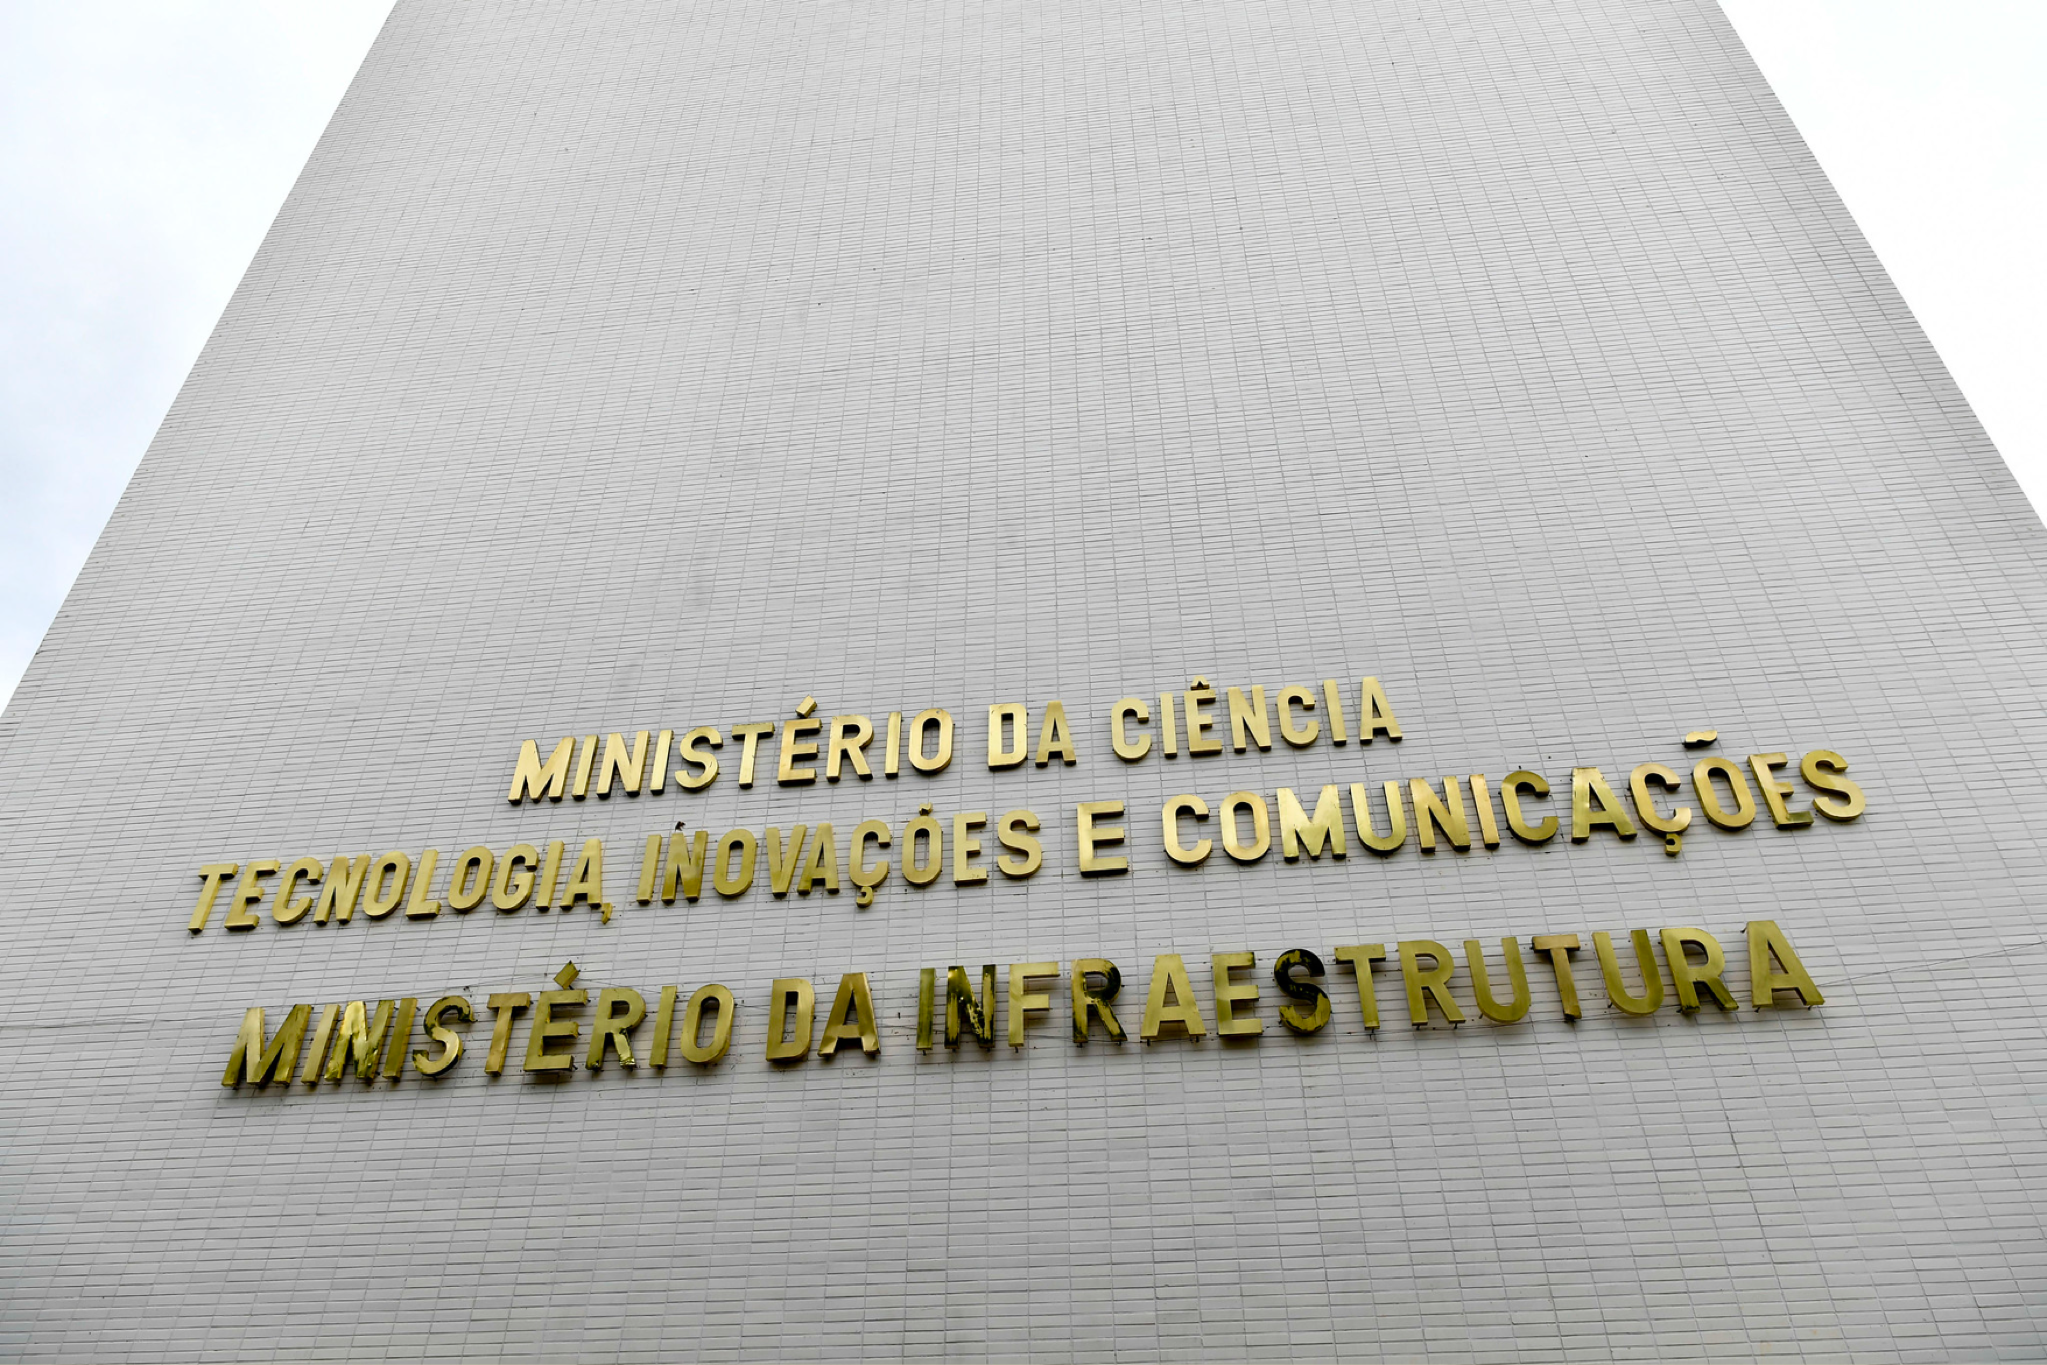 MINISTÉRIO DA CIÊNCIA
TECNOLOGIA, INOVAÇÕES E COMUNICAÇÕES
MINISTÉRIO DA INFRAESTRUTURA